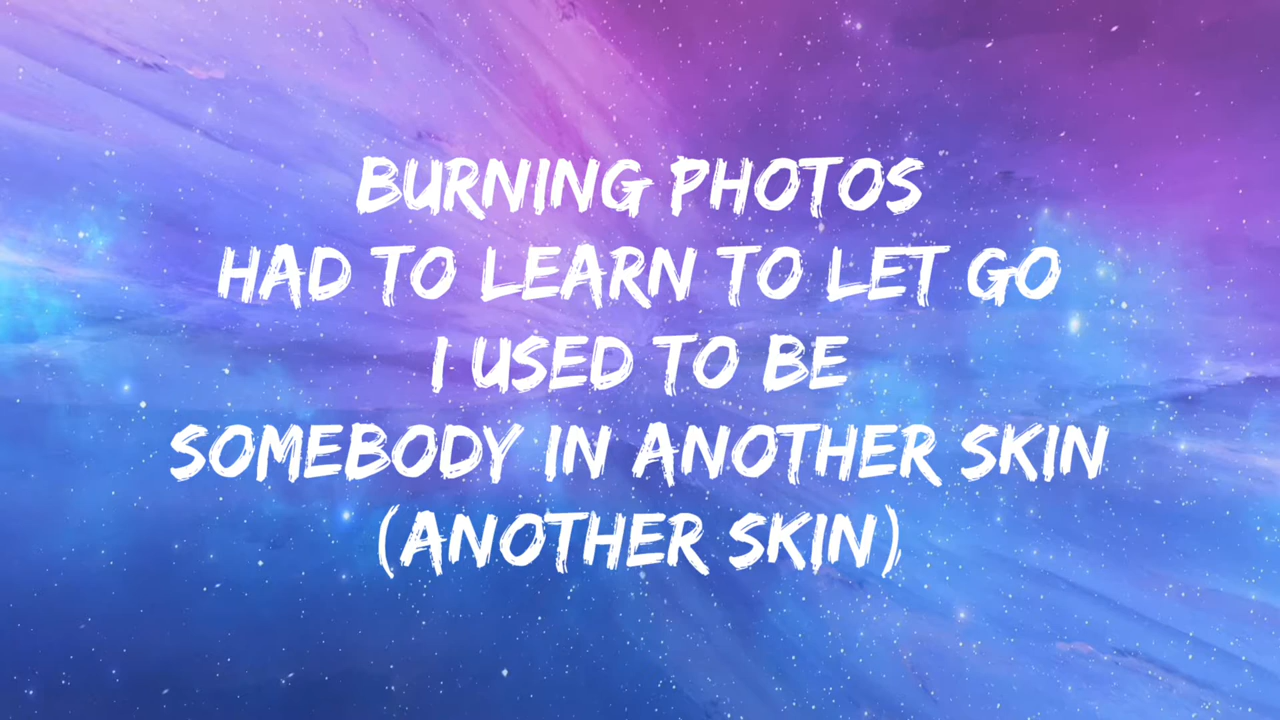 BURNING PHOTOS
HAD TO LEARN TO LET GO
I USED TO BE
SOMEBODY IN ANOTHER SKIN
(ANOTHER SKIN)